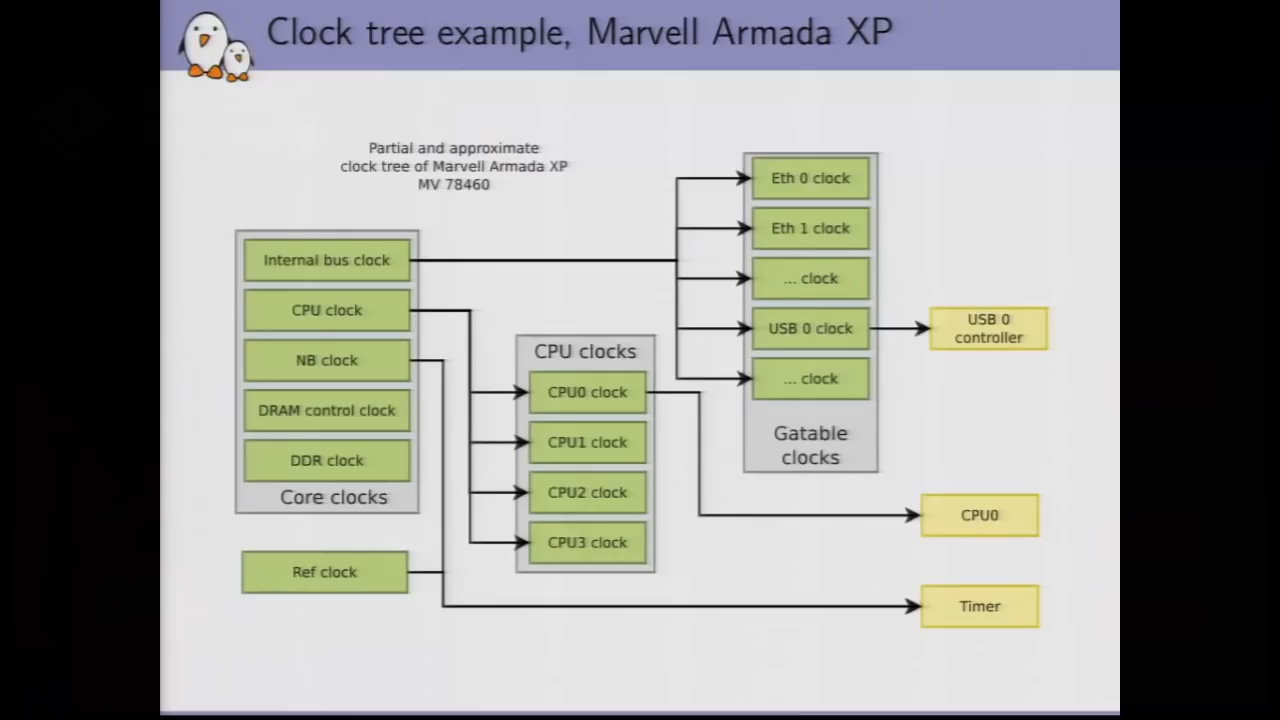 Clock tree example, Marvell Armada XP
Partial and approximate
clock tree of Marvell Armada XP
MV 78460
Internal bus clock
CPU clock
NB clock
DRAM control clock
DDR clock
Core clocks
Ref clock
CPU clocks
CPU0 clock
CPU1 clock
CPU2 clock
CPU3 clock
Eth 0 clock
Eth 1 clock
... clock
USB 0 clock
... clock
Gatable
clocks
USB 0
controller
CPU0
Timer